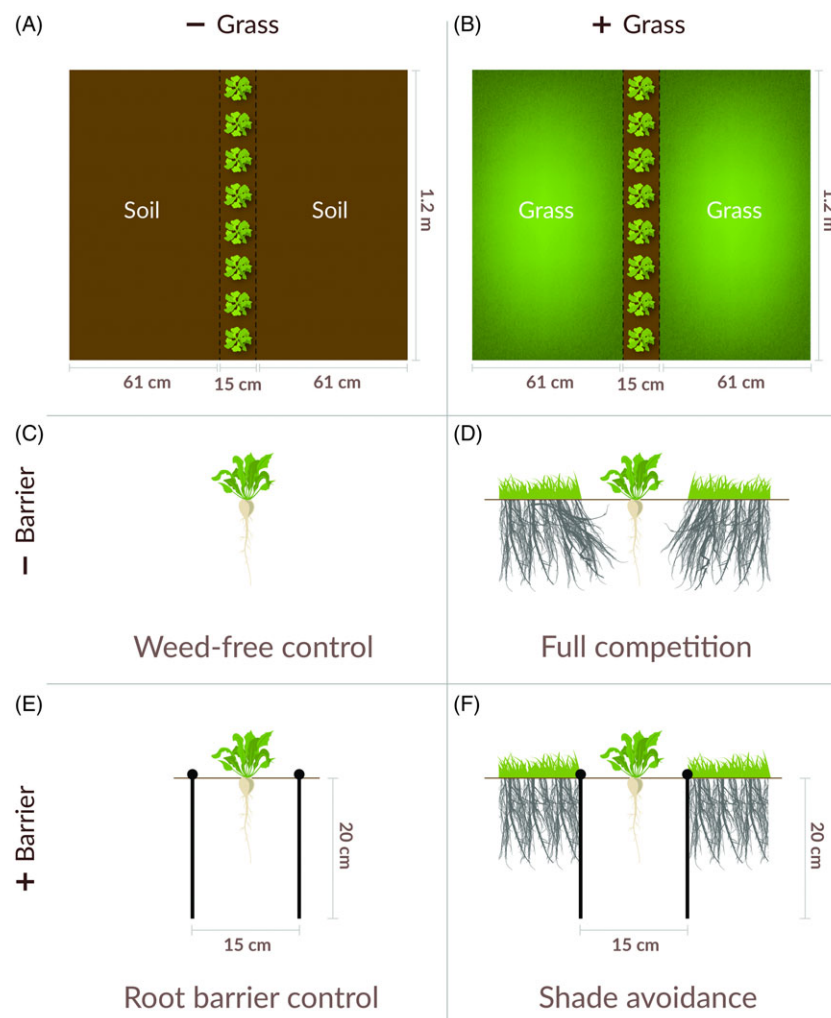 (A)
− Grass
(B)
+ Grass
Soil
Soil
1.2 m
Grass
Grass
1.2 m
61 cm
15 cm
61 cm
61 cm
15 cm
61 cm
− Barrier
(C)
Weed-free control
(D)
Full competition
+ Barrier
(E)
20 cm
15 cm
Root barrier control
(F)
20 cm
15 cm
Shade avoidance